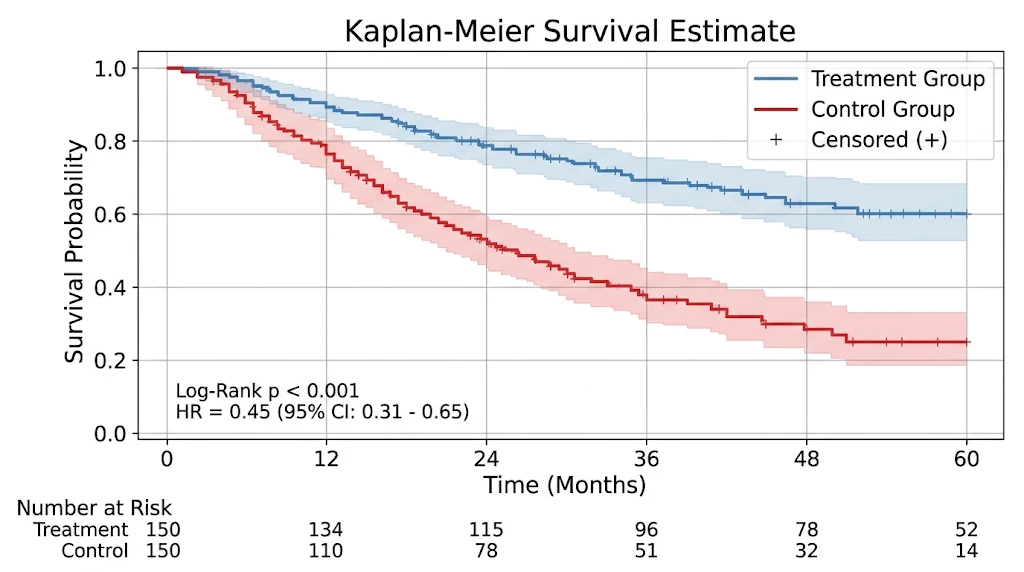 Kaplan-Meier Survival Estimate
1.0
0.8
0.6
0.4
0.2
0.0
Survival Probability
Treatment Group
Control Group
+ Censored (+)
Log-Rank p < 0.001
HR = 0.45 (95% CI: 0.31 - 0.65)
0 12 24 36 48 60
Time (Months)
Number at Risk
Treatment 150 134 115 96 78 52
Control 150 110 78 51 32 14